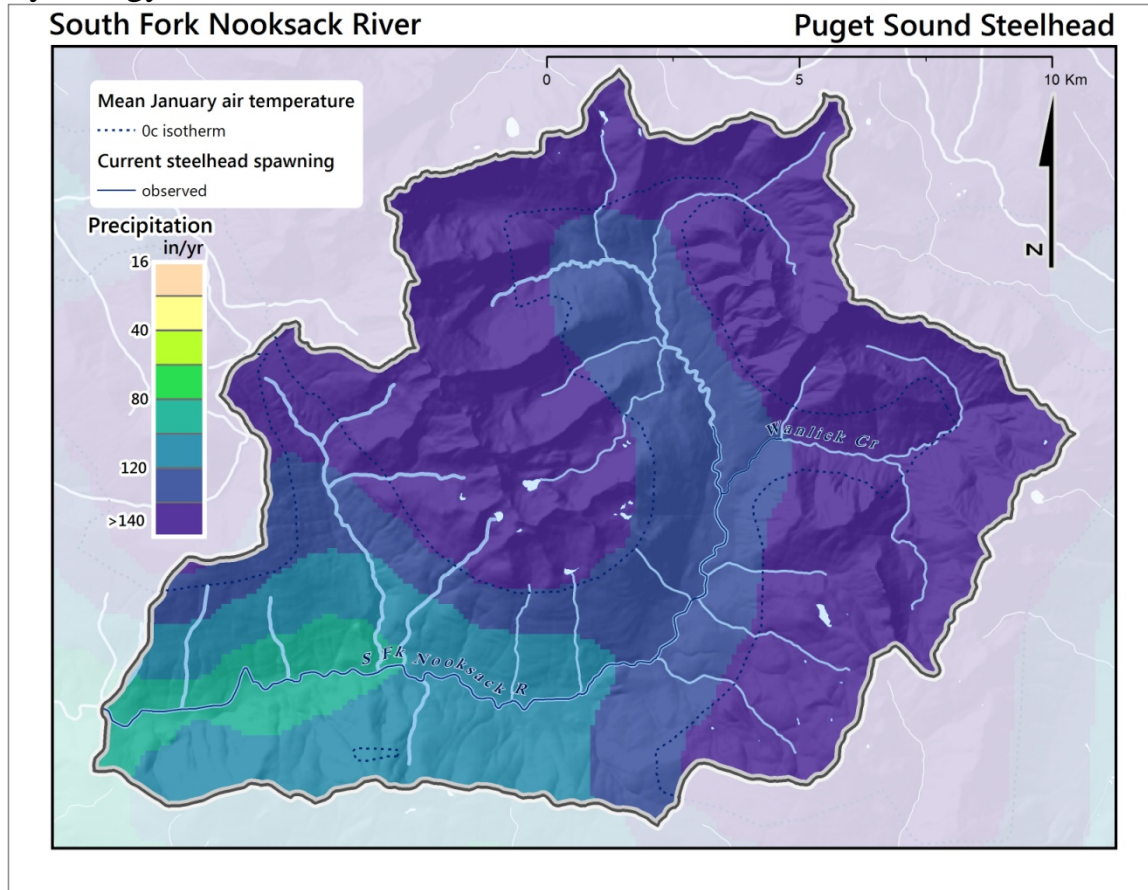 South Fork Nooksack River
Puget Sound Steelhead
0
5
10 Km
Mean January air temperature
0c isotherm
Current steelhead spawning
observed
Precipitation
in/yr
16
40
80
120
>140
N
Wanlick Cr
S Fk Nooksack R